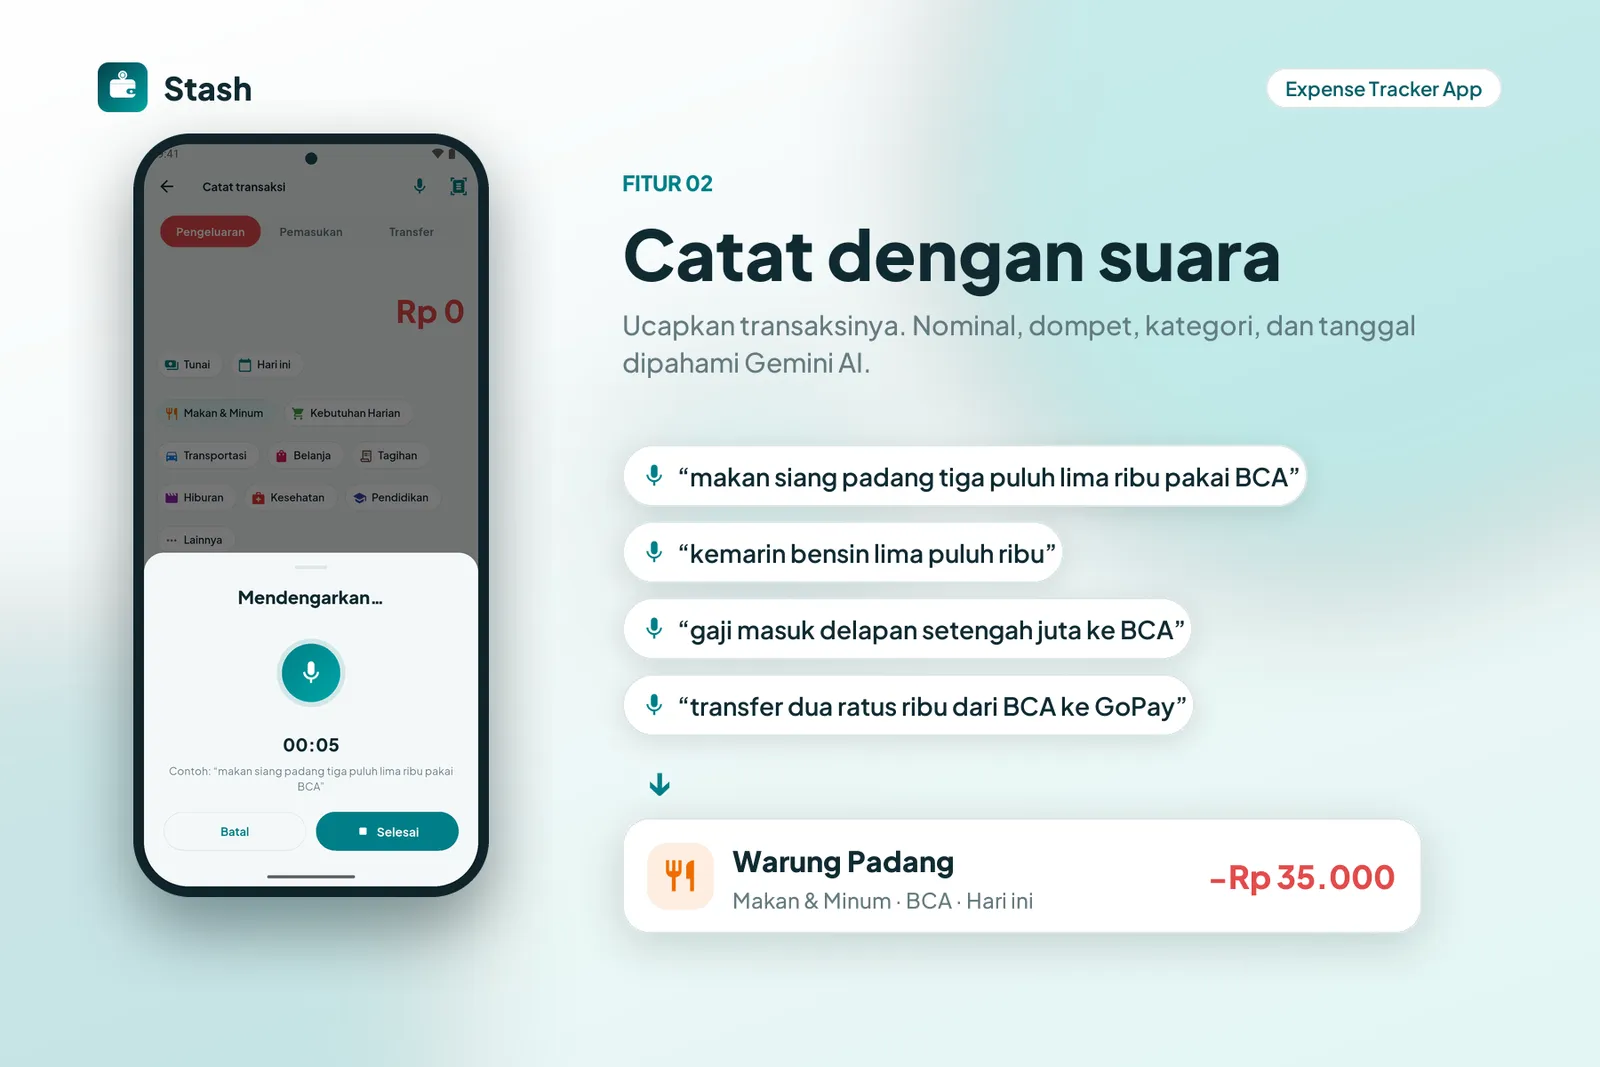 Stash
Expense Tracker App
9:41
Catat transaksi
Pengeluaran
Pemasukan
Transfer
Rp 0
Tunai
Hari ini
Makan & Minum
Kebutuhan Harian
Transportasi
Belanja
Tagihan
Hiburan
Kesehatan
Pendidikan
Lainnya
Mendengarkan...
00:05
Contoh: “makan siang padang tiga puluh lima ribu pakai
BCA”
Batal
Selesai
FITUR 02
Catat dengan suara
Ucapkan transaksinya. Nominal, dompet, kategori, dan tanggal
dipahami Gemini AI.
“makan siang padang tiga puluh lima ribu pakai BCA”
“kemarin bensin lima puluh ribu”
“gaji masuk delapan setengah juta ke BCA”
“transfer dua ratus ribu dari BCA ke GoPay”
Warung Padang
Makan & Minum · BCA · Hari ini
−Rp 35.000